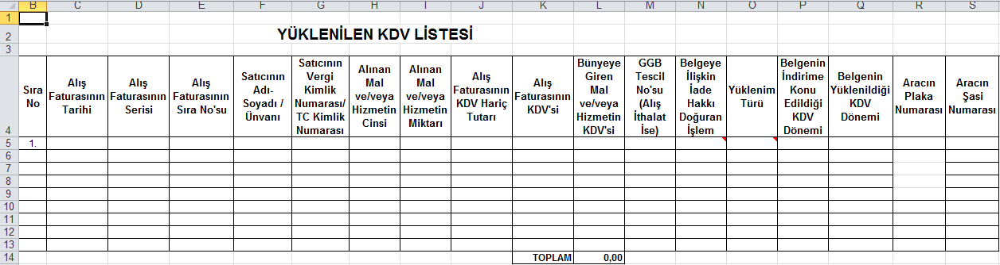 B C D E F G H I J K L M N O P Q R S
1
2 YÜKLENİLEN KDV LİSTESİ
3
4
Sıra
No
Alış
Faturasının
Tarihi
Alış
Faturasının
Serisi
Alış
Faturasının
Sıra No'su
Satıcının
Adı-
Soyadı /
Ünvanı
Satıcının
Vergi
Kimlik
Numarası/
TC Kimlik
Numarası
Alınan
Mal
ve/veya
Hizmetin
Cinsi
Alınan
Mal
ve/veya
Hizmetin
Miktarı
Alış
Faturasının
KDV Hariç
Tutarı
Alış
Faturasının
KDV'si
Bünyeye
Giren
Mal
ve/veya
Hizmetin
KDV'si
GGB
Tescil
No'su
(Alış
İthalat
İse)
Belgeye
İlişkin
İade
Hakkı
Doğuran
İşlem
Yüklenim
Türü
Belgenin
İndirime
Konu
Edildiği
KDV
Dönemi
Belgenin
Yüklenildiği
KDV
Dönemi
Aracın
Plaka
Numarası
Aracın
Şasi
Numarası
5 1.
6
7
8
9
10
11
12
13
14 TOPLAM 0,00